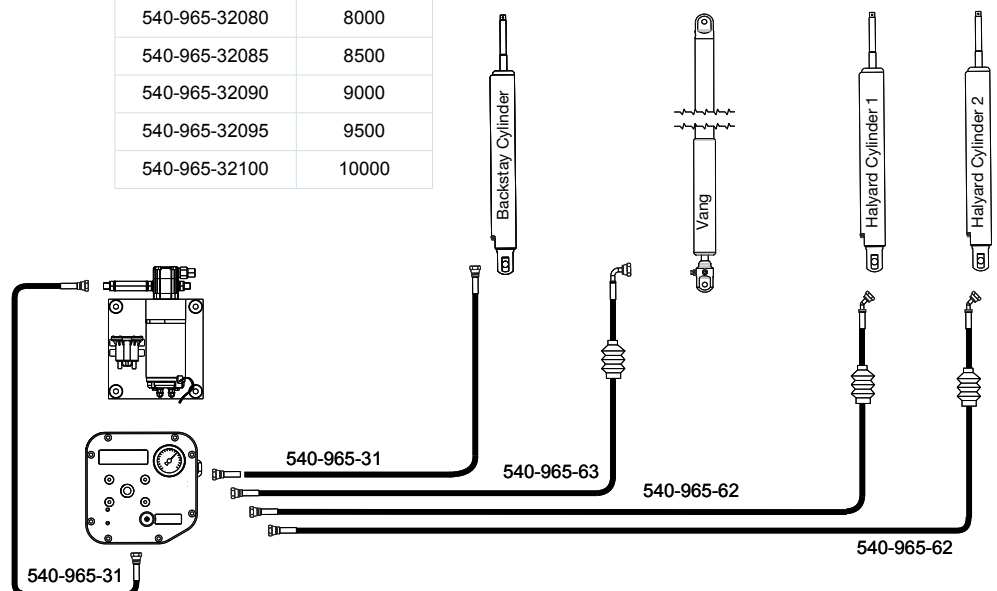 540-965-32080 8000
540-965-32085 8500
540-965-32090 9000
540-965-32095 9500
540-965-32100 10000
Backstay Cylinder
Vang
Halyard Cylinder 1
Halyard Cylinder 2
540-965-31
540-965-63
540-965-62
540-965-62
540-965-31